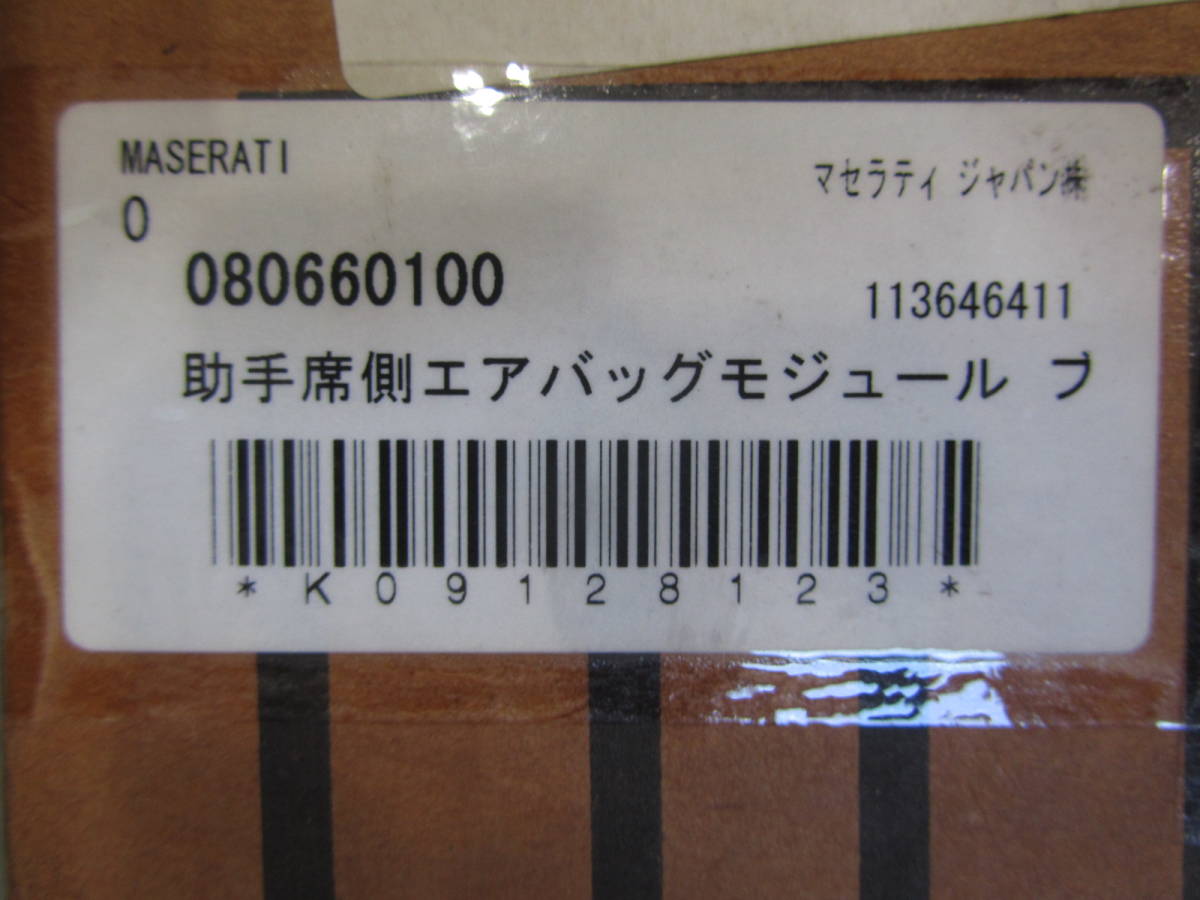 MASERATI
マセラティ ジャパン株
0
080660100
113646411
助手席側エアバッグモジュール ブ
*K09128123*